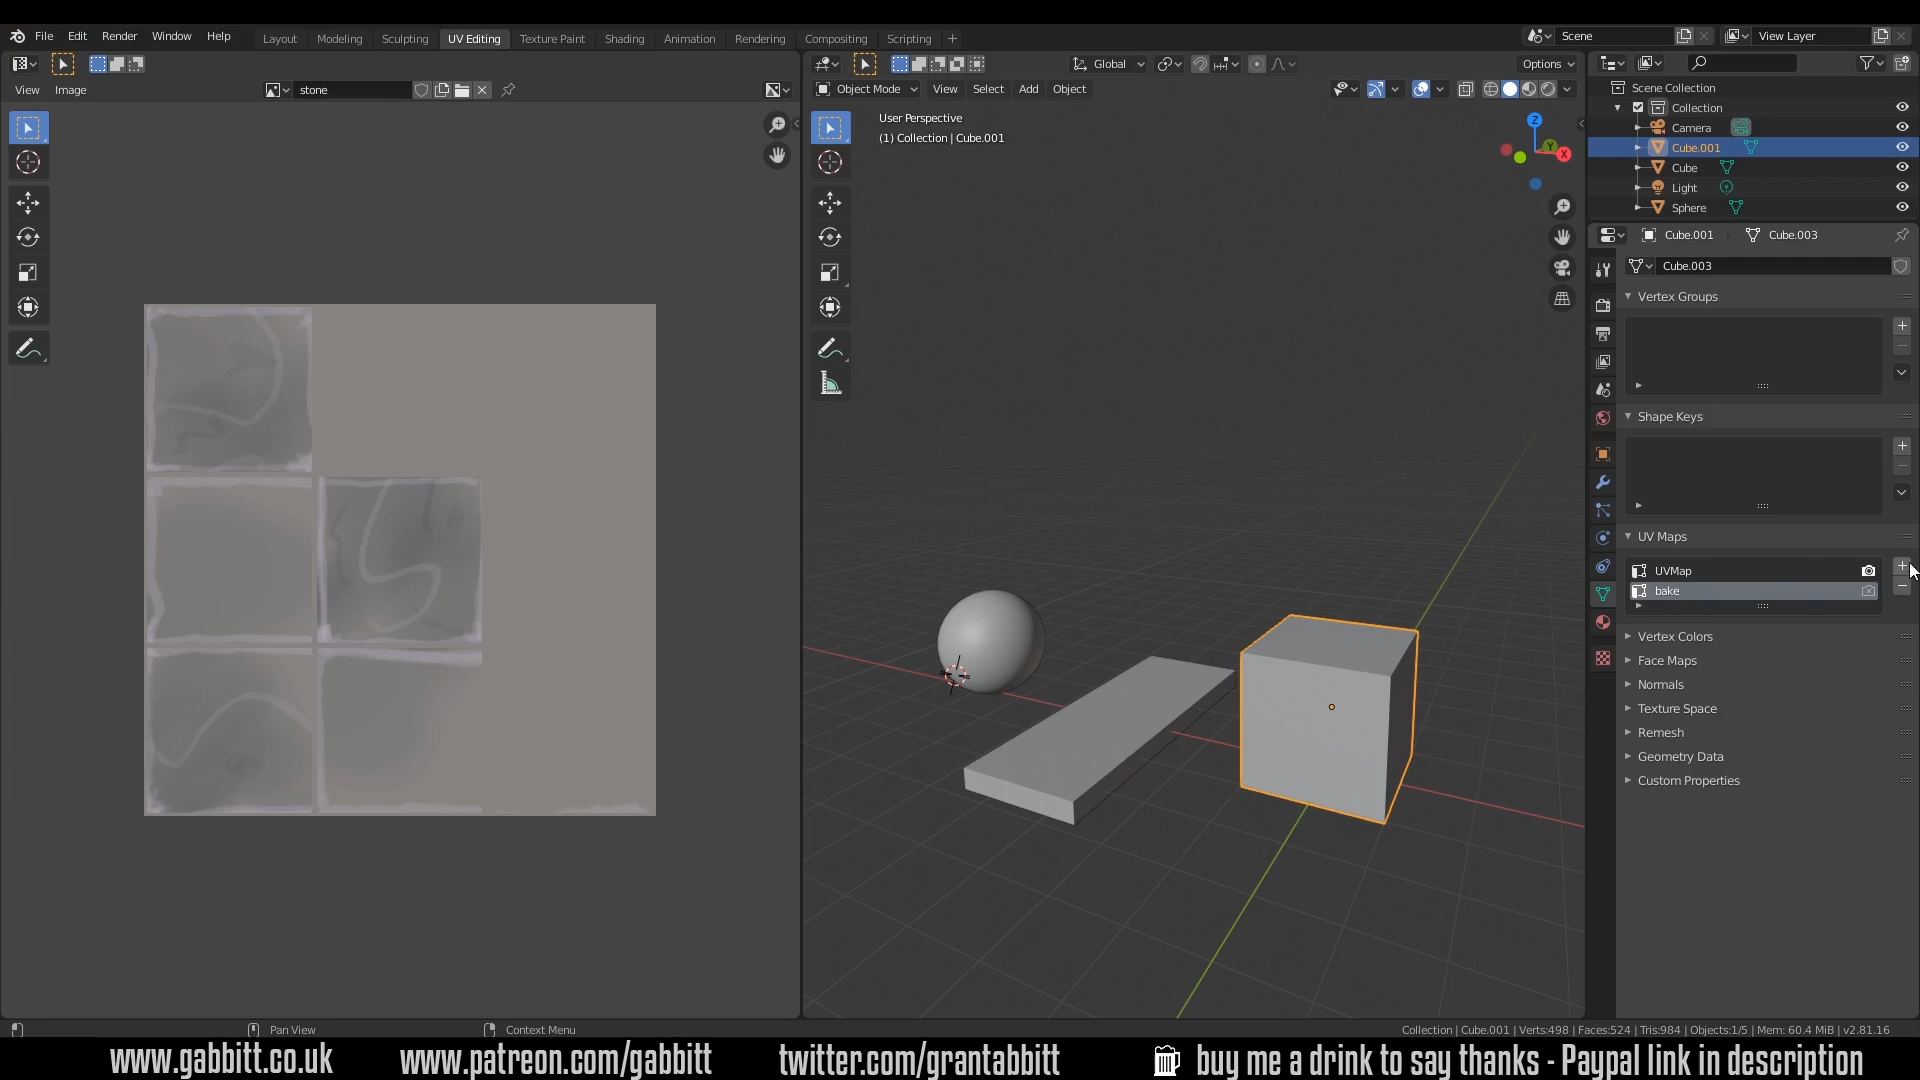 File Edit Render Window Help Layout Modeling Sculpting UV Editing Texture Paint Shading Animation Rendering Compositing Scripting + Scene View Layer
Global Options
View Image stone Object Mode View Select Add Object
User Perspective
(1) Collection | Cube.001
Z
Y
X
Scene Collection
Collection
Camera
Cube.001
Cube
Light
Sphere
Cube.001 Cube.003
Cube.003
Vertex Groups
Shape Keys
UV Maps
UVMap
bake
Vertex Colors
Face Maps
Normals
Texture Space
Remesh
Geometry Data
Custom Properties
Pan View Context Menu Collection | Cube.001 | Verts:498 | Faces:524 | Tris:984 | Objects:1/5 | Mem: 60.4 MiB | v2.81.16
www.gabbitt.co.uk www.patreon.com/gabbitt twitter.com/grantabbitt buy me a drink to say thanks - Paypal link in description